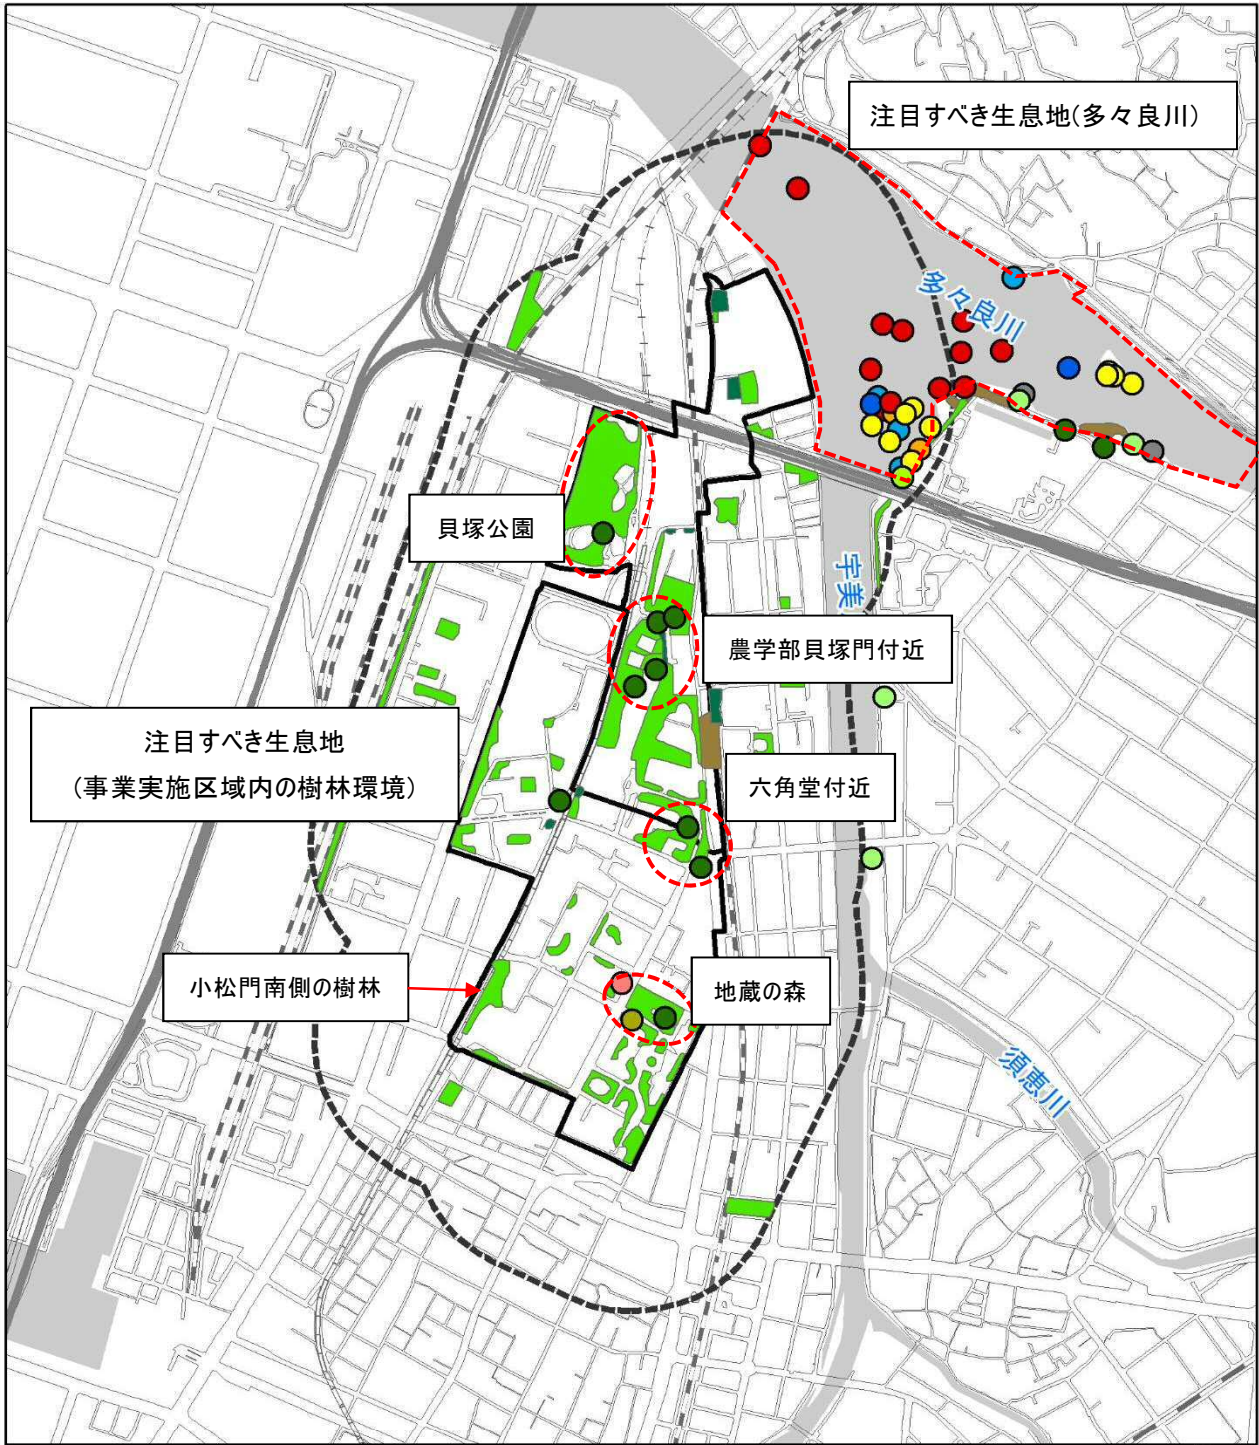 注目すべき生息地(多々良川)
多々良川
貝塚公園
宇美
農学部貝塚門付近
注目すべき生息地
(事業実施区域内の樹林環境)
六角堂付近
小松門南側の樹林
地蔵の森
須恵川